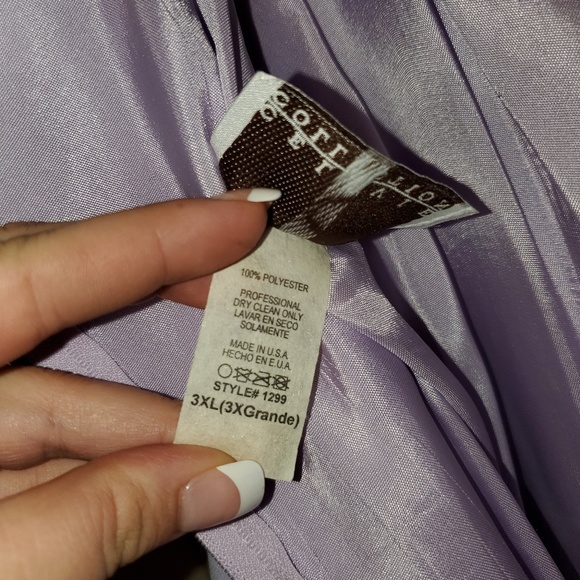 100% POLYESTER
PROFESSIONAL
DRY CLEAN ONLY
LAVAR EN SECO
SOLAMENTE
MADE IN U.S.A
HECHO EN E.U.A.
STYLE# 1299
3XL(3XGrande)